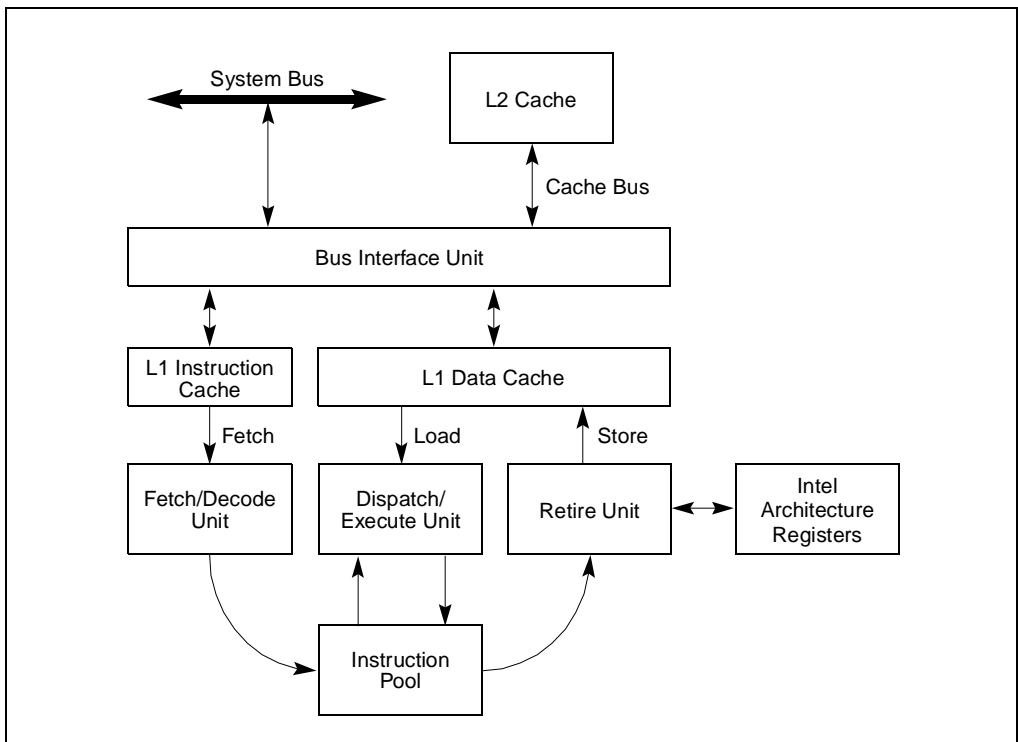 System Bus
L2 Cache
Cache Bus
Bus Interface Unit
L1 Instruction
Cache
L1 Data Cache
Fetch
Load
Store
Fetch/Decode
Unit
Dispatch/
Execute Unit
Retire Unit
Intel
Architecture
Registers
Instruction
Pool